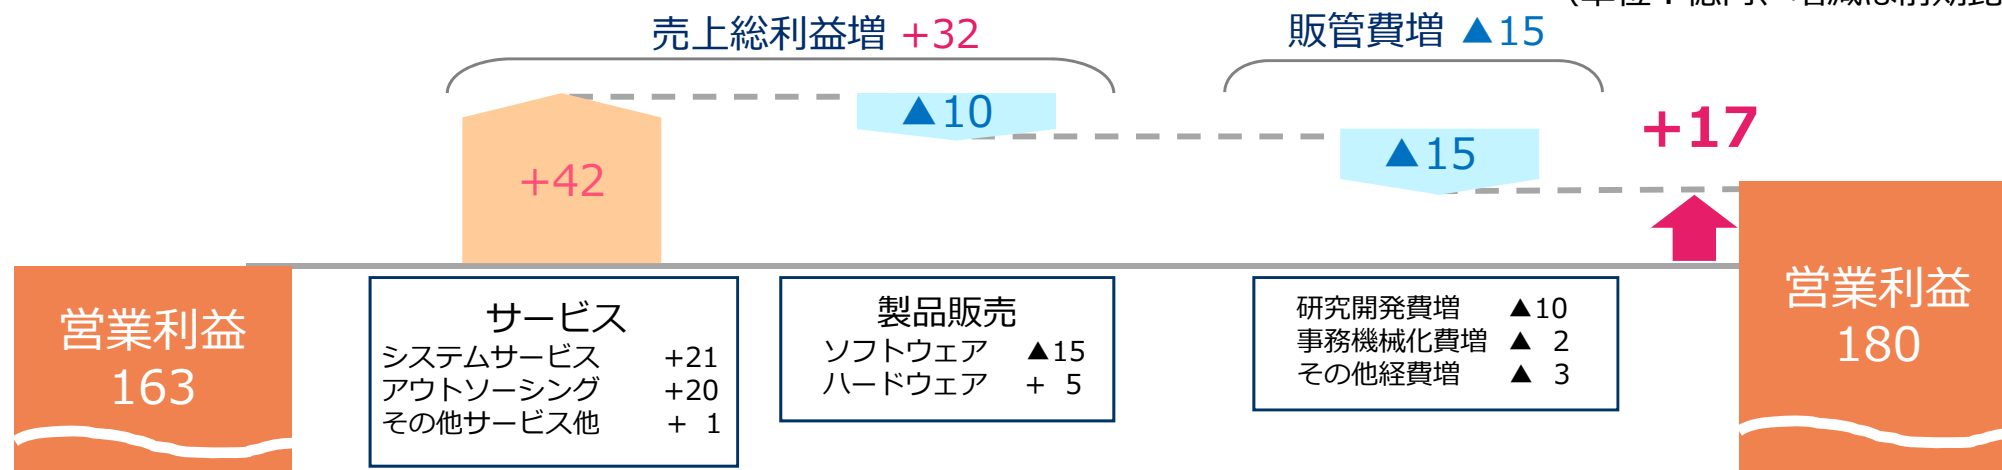 売上総利益増 +32
販管費増 ▲15
+42
▲10
▲15
+17
営業利益
163
サービス
システムサービス +21
アウトソーシング +20
その他サービス他 + 1
製品販売
ソフトウェア ▲15
ハードウェア + 5
研究開発費増 ▲10
事務機械化費増 ▲ 2
その他経費増 ▲ 3
営業利益
180